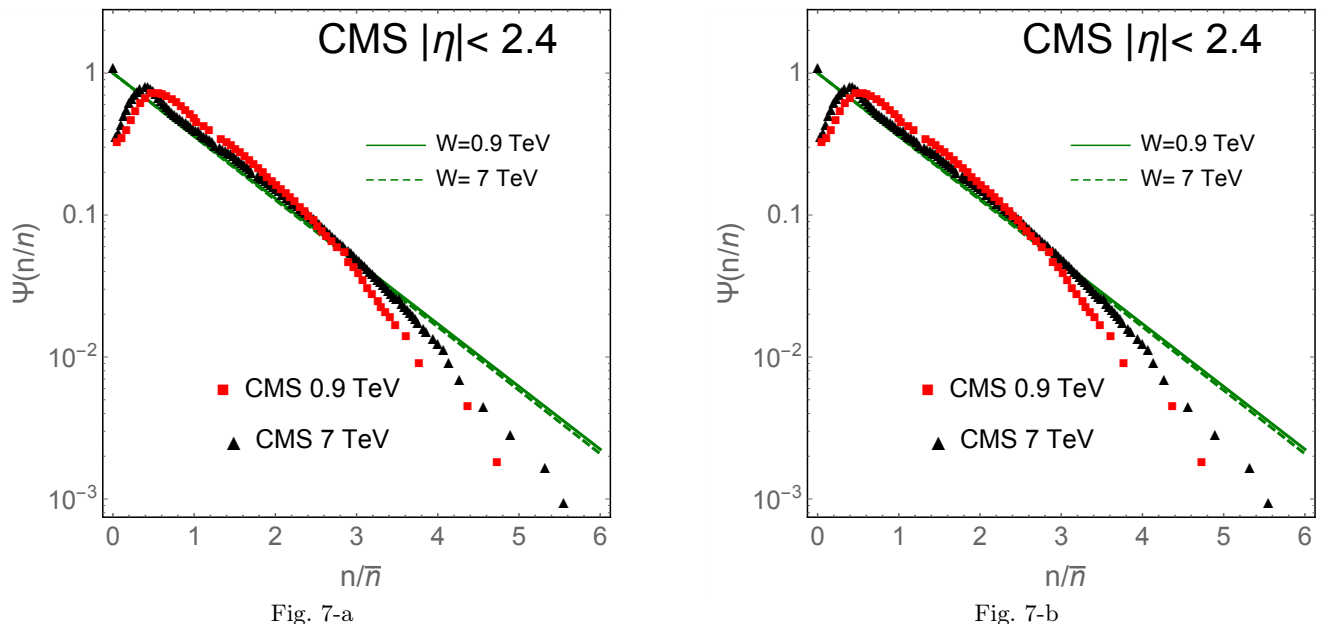 CMS |η|< 2.4
1
W=0.9 TeV
W= 7 TeV
0.1
Ψ(n/n)
10⁻²
CMS 0.9 TeV
CMS 7 TeV
10⁻³
0 1 2 3 4 5 6
n/n̅
Fig. 7-a
CMS |η|< 2.4
1
W=0.9 TeV
W= 7 TeV
0.1
Ψ(n/n)
10⁻²
CMS 0.9 TeV
CMS 7 TeV
10⁻³
0 1 2 3 4 5 6
n/n̅
Fig. 7-b